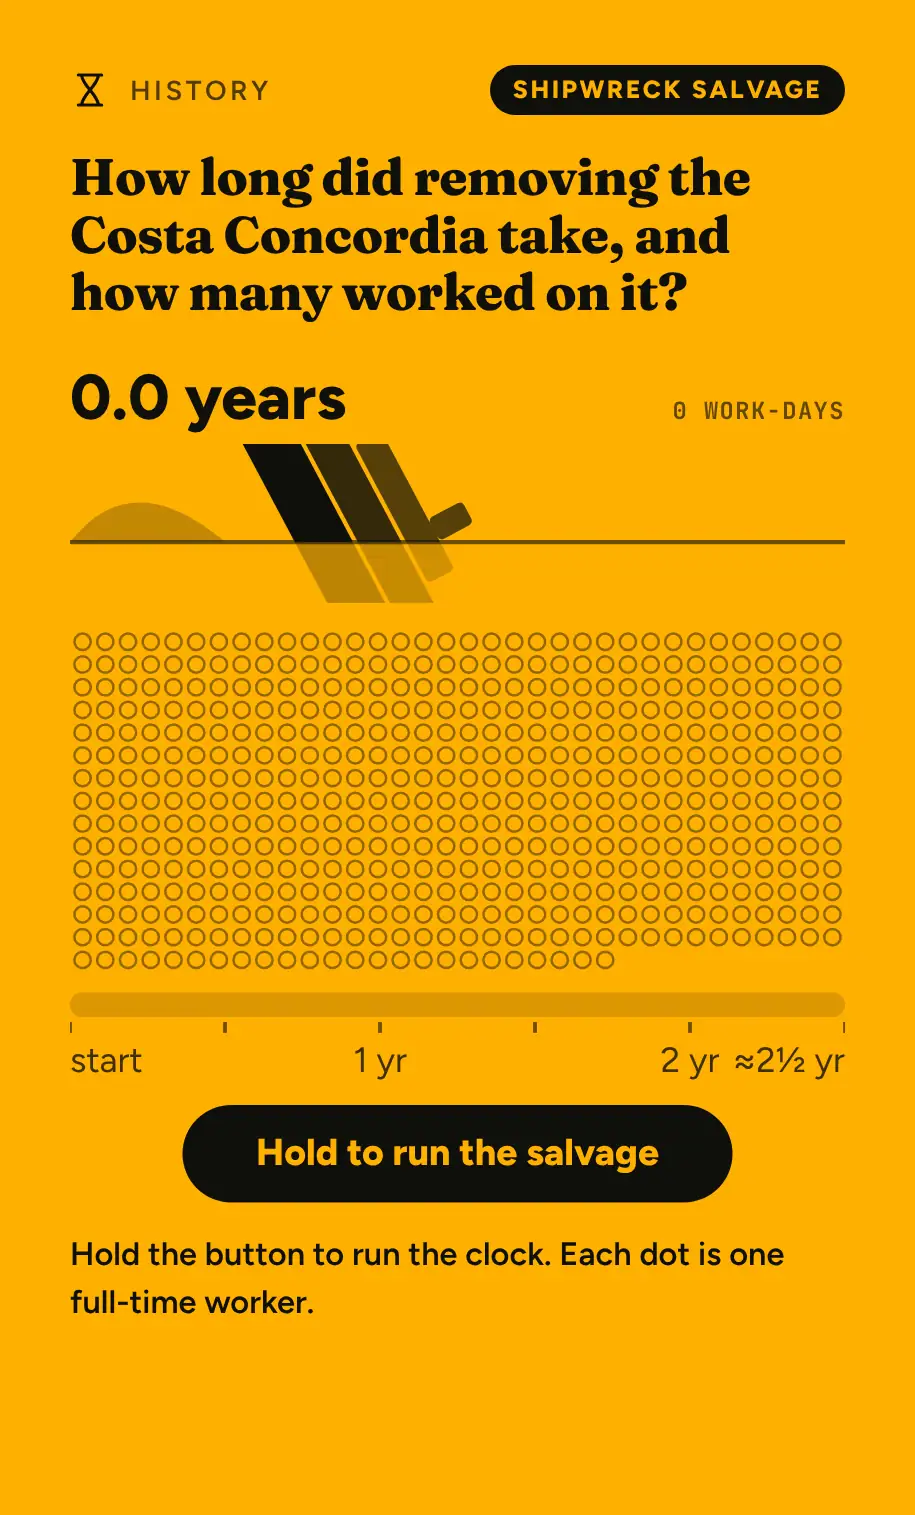 HISTORY
SHIPWRECK SALVAGE
How long did removing the
Costa Concordia take, and
how many worked on it?
0.0 years
0 WORK-DAYS
start
1 yr
2 yr
≈2½ yr
Hold to run the salvage
Hold the button to run the clock. Each dot is one
full-time worker.